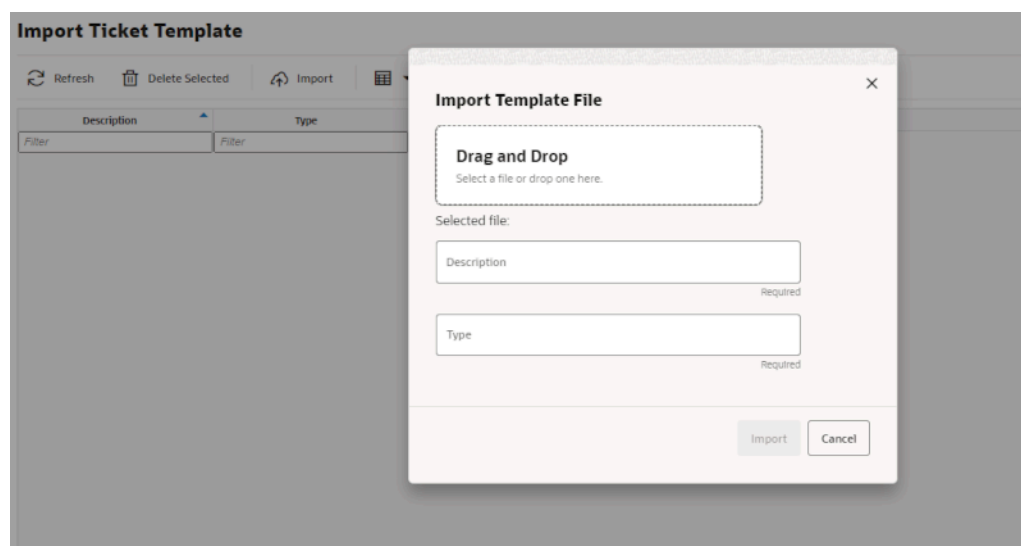 Import Ticket Template
Refresh Delete Selected Import
Description Type
Filter Filter
Import Template File
Drag and Drop
Select a file or drop one here.
Selected file:
Description
Required
Type
Required
Import Cancel